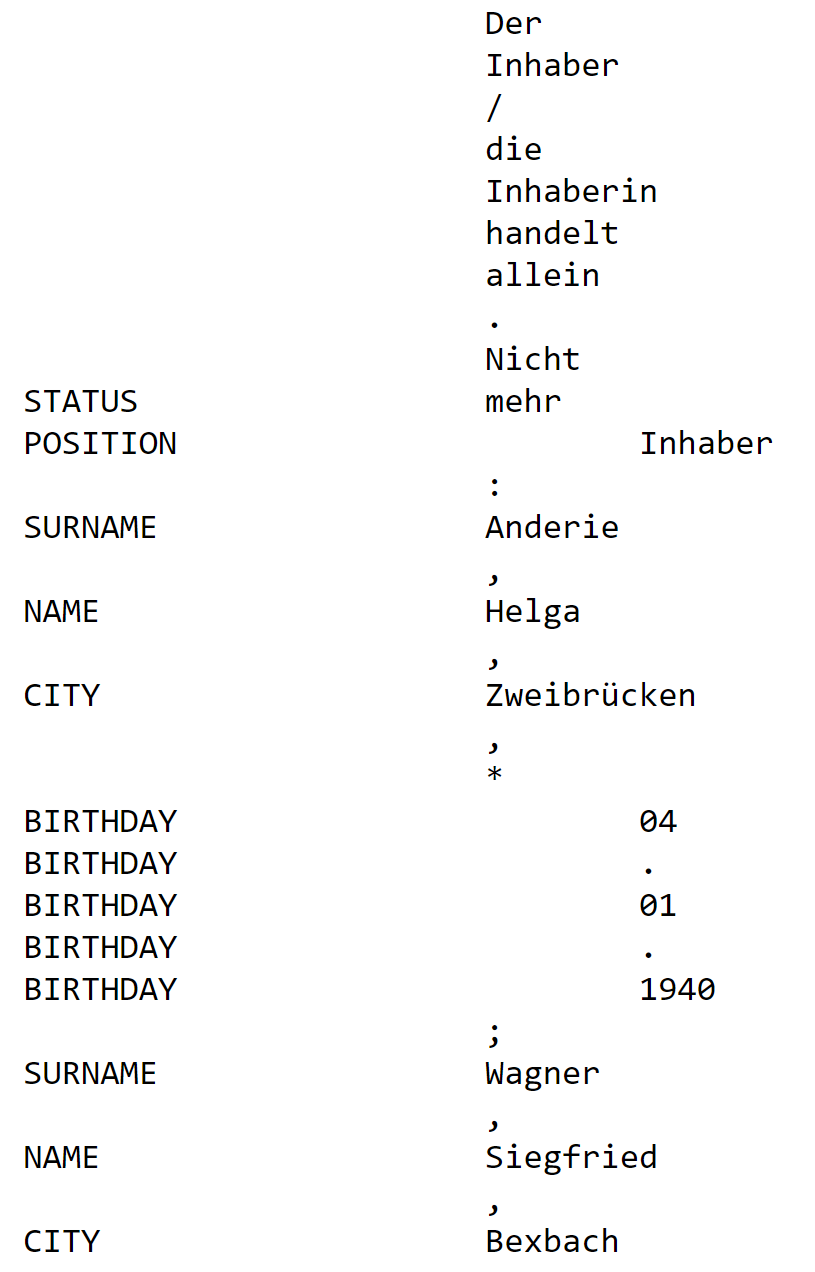 Der
Inhaber
/
die
Inhaberin
handelt
allein
.
Nicht
STATUS mehr
POSITION Inhaber
:
SURNAME Anderie
,
NAME Helga
,
CITY Zweibrücken
,
*
BIRTHDAY 04
BIRTHDAY .
BIRTHDAY 01
BIRTHDAY .
BIRTHDAY 1940
;
SURNAME Wagner
,
NAME Siegfried
,
CITY Bexbach